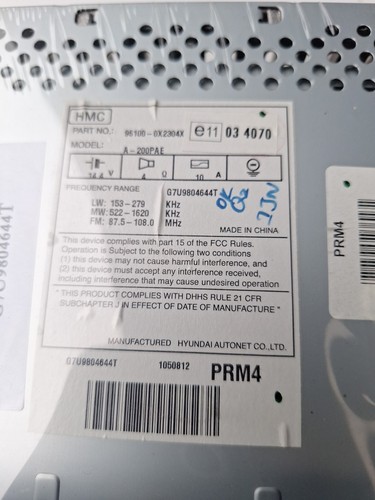 HMC
PART NO.: 96100-0X2304X e11 03 4070
MODEL: A-200PAE
14.4 V 4 Ω 10 A
FREQUENCY RANGE G7U9804644T
LW: 153-279 KHz
MW: 522-1620 KHz
FM: 87.5-108.0 MHz
OK
Q2
IJN
MADE IN CHINA
This device complies with part 15 of the FCC Rules.
Operation is Subject to the following two conditions
(1) this device may not cause harmful interface, and
(2) this device must accept any interference received,
including interference that may cause undesired operation
" THIS PRODUCT COMPLIES WITH DHHS RULE 21 CFR
SUBCHAPTER J IN EFFECT OF DATE OF MANUFACTURE "
MANUFACTURED HYUNDAI AUTONET CO., LTD.
G7U9804644T 1050812 PRM4
G7U9804644T
PRM4